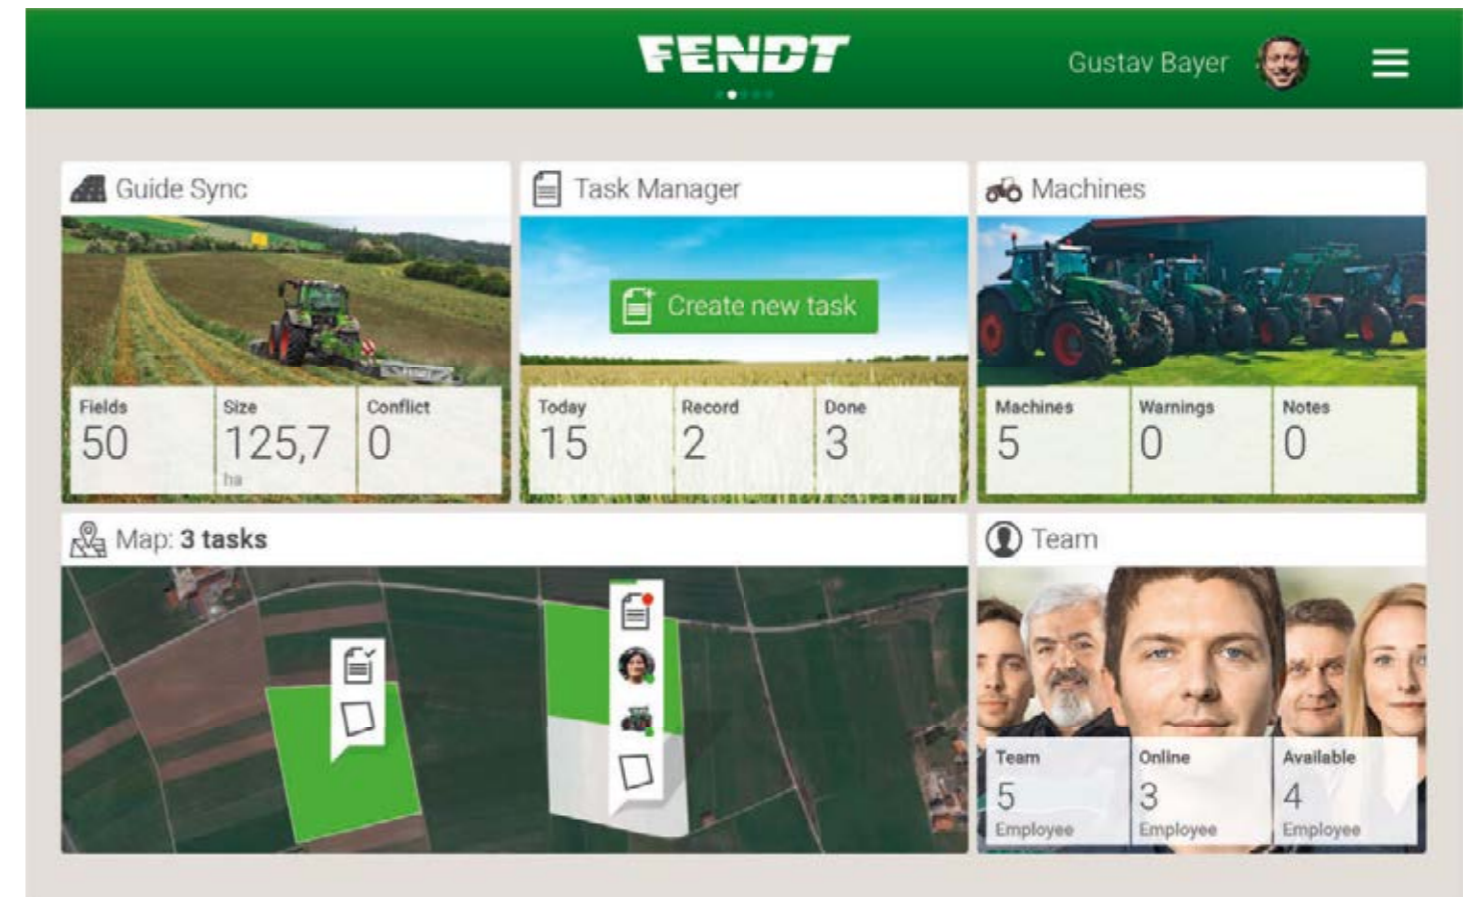 FENDT
Gustav Bayer
Guide Sync
Fields
50
Size
125,7
ha
Conflict
0
Task Manager
Create new task
Today
15
Record
2
Done
3
Machines
Machines
5
Warnings
0
Notes
0
Map: 3 tasks
Team
Team
5
Employee
Online
3
Employee
Available
4
Employee